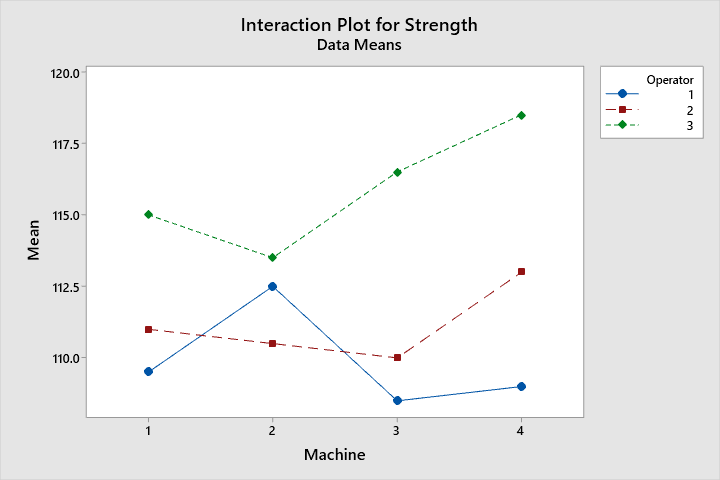 Interaction Plot for Strength
Data Means
120.0
117.5
115.0
112.5
110.0
Mean
1 2 3 4
Machine
Operator
1
2
3